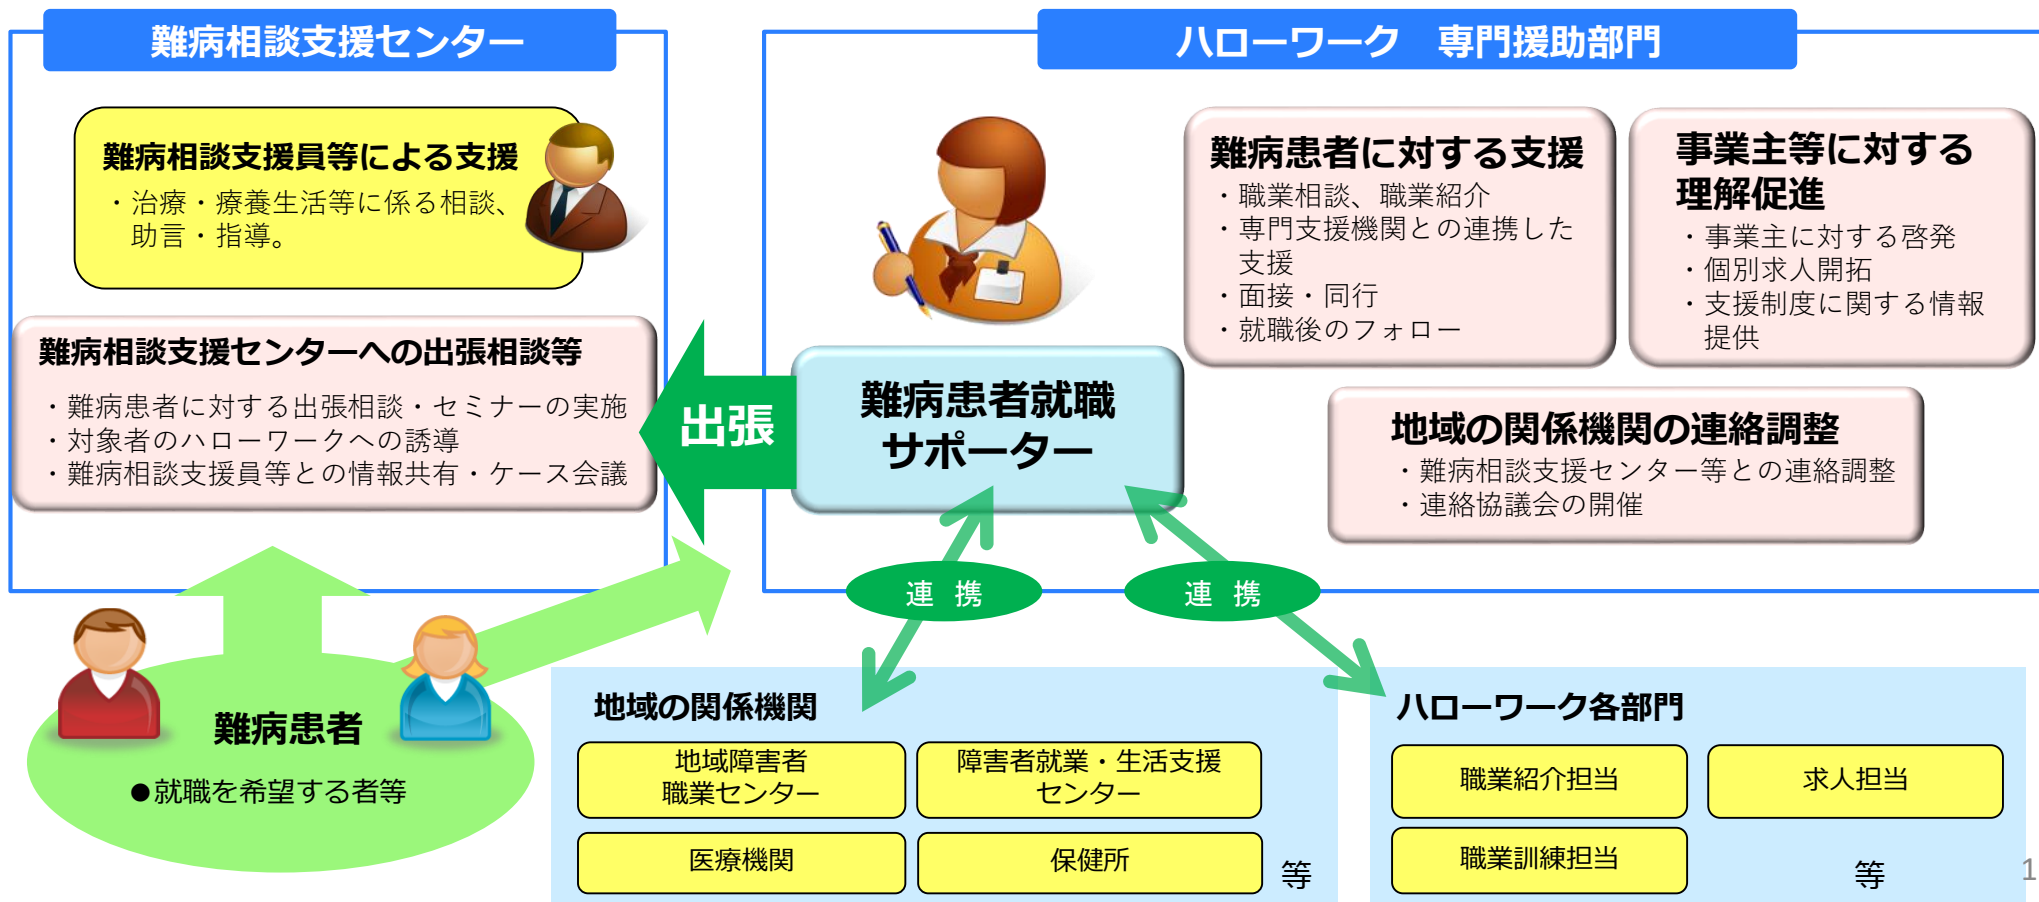 難病相談支援センター
難病相談支援員等による支援
・治療・療養生活等に係る相談、
助言・指導。
難病相談支援センターへの出張相談等
・難病患者に対する出張相談・セミナーの実施
・対象者のハローワークへの誘導
・難病相談支援員等との情報共有・ケース会議
出張
ハローワーク　専門援助部門
難病患者就職
サポーター
難病患者に対する支援
・職業相談、職業紹介
・専門支援機関との連携した
支援
・面接・同行
・就職後のフォロー
事業主等に対する
理解促進
・事業主に対する啓発
・個別求人開拓
・支援制度に関する情報
提供
地域の関係機関の連絡調整
・難病相談支援センター等との連絡調整
・連絡協議会の開催
連 携
連 携
難病患者
●就職を希望する者等
地域の関係機関
地域障害者
職業センター
障害者就業・生活支援
センター
医療機関
保健所
等
ハローワーク各部門
職業紹介担当
求人担当
職業訓練担当
等
1